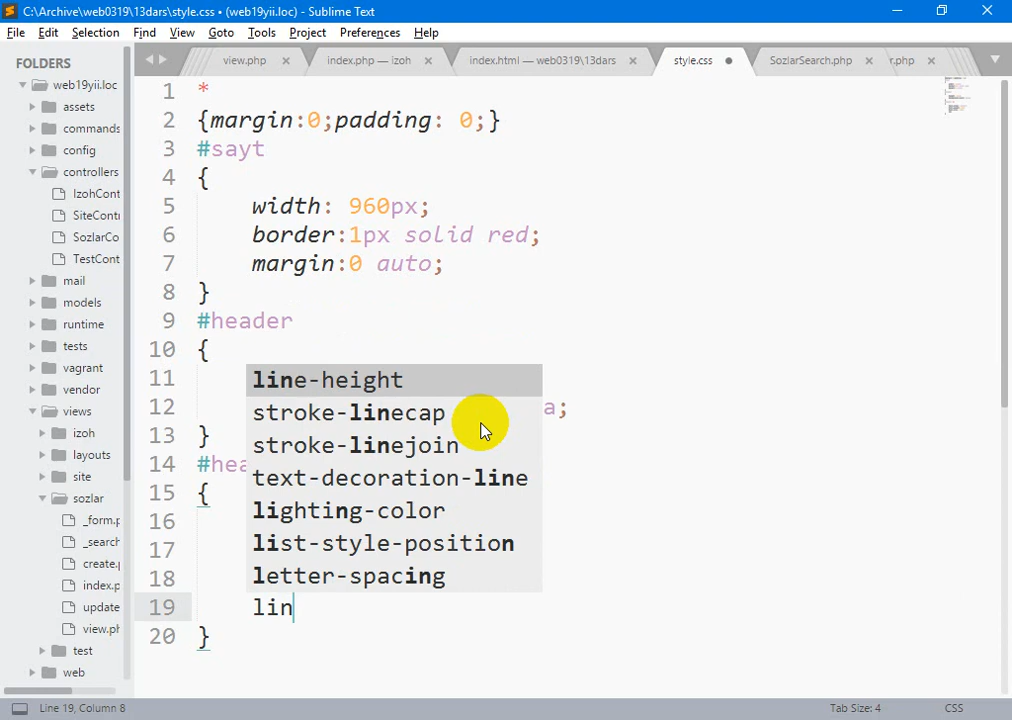 C:\Archive\web0319\13dars\style.css • (web19yii.loc) - Sublime Text
File Edit Selection Find View Goto Tools Project Preferences Help
FOLDERS
web19yii.loc
assets
commands
config
controllers
IzohCont
SiteContr
SozlarCo
TestCont
mail
models
runtime
tests
vagrant
vendor
views
izoh
layouts
site
sozlar
_form.p
_search
create.p
index.p
update
view.ph
test
web
view.php
index.php — izoh
index.html — web0319\13dars
style.css
SozlarSearch.php
r.php
1 *
2 {margin:0;padding: 0;}
3 #sayt
4 {
5 width: 960px;
6 border:1px solid red;
7 margin:0 auto;
8 }
9 #header
10 {
11
12 a;
13 }
14 #hea
15 {
16
17
18
19 lin
20 }
line-height
stroke-linecap
stroke-linejoin
text-decoration-line
lighting-color
list-style-position
letter-spacing
Line 19, Column 8
Tab Size: 4
CSS